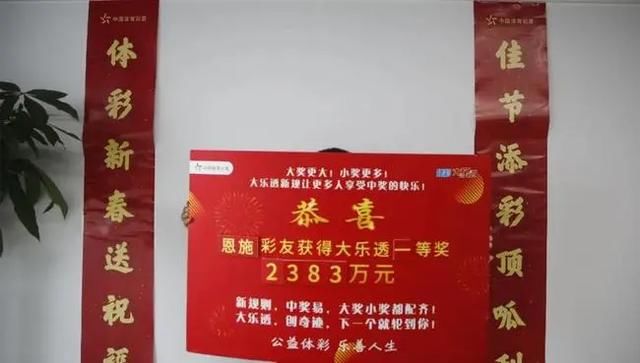 中国体育彩票
体彩新春送祝福
中国体育彩票
佳节添彩顶呱
中国体育彩票
大奖更大！小奖更多！
大乐透新规让更多人享受中奖的快乐！
恭喜
恩施彩友获得大乐透一等奖
2383万元
新规则，中奖易，大奖小奖都配齐！
大乐透，创奇迹，下一个就轮到你！
公益体彩 乐善人生